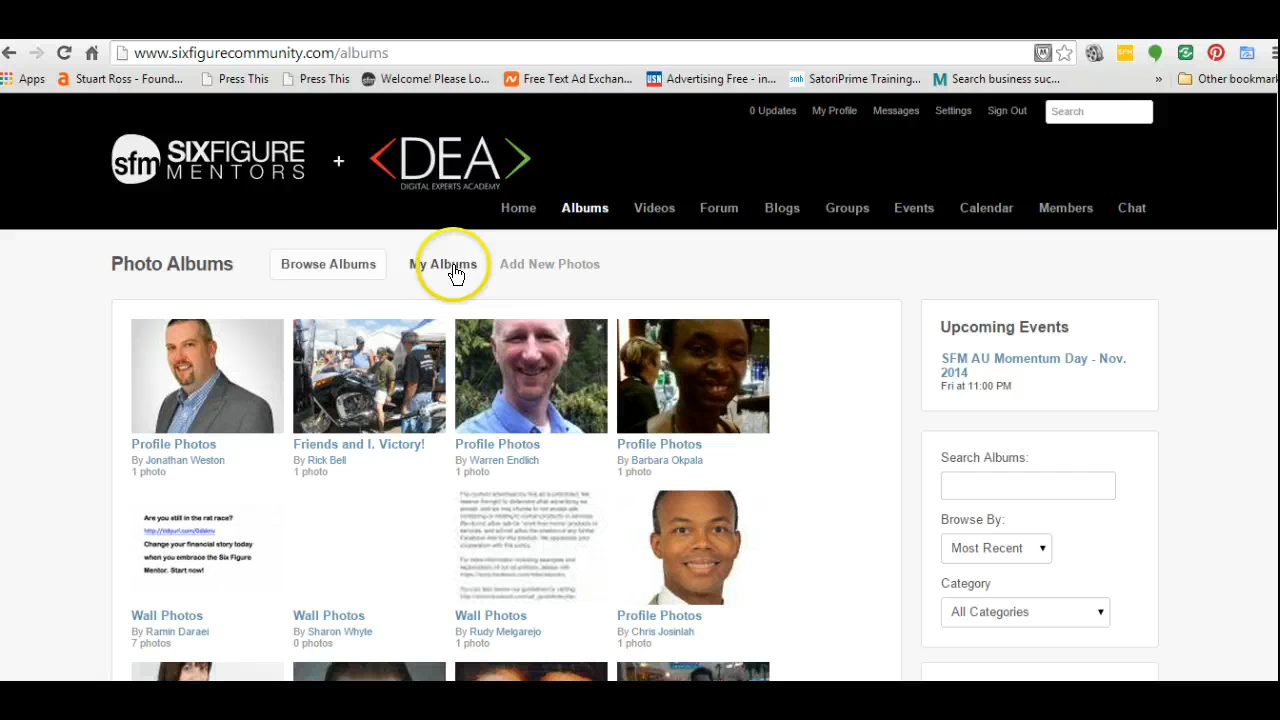 www.sixfigurecommunity.com/albums
Apps Stuart Ross - Found... Press This Press This Welcome! Please Lo... Free Text Ad Exchan... Advertising Free - in... SatoriPrime Training... Search business suc... » Other bookmark
0 Updates My Profile Messages Settings Sign Out Search
sfm SIXFIGURE MENTORS + DEA DIGITAL EXPERTS ACADEMY
Home Albums Videos Forum Blogs Groups Events Calendar Members Chat
Photo Albums Browse Albums My Albums Add New Photos
Profile Photos
By Jonathan Weston
1 photo
Friends and I. Victory!
By Rick Bell
1 photo
Profile Photos
By Warren Endlich
1 photo
Profile Photos
By Barbara Okpala
1 photo
Are you still in the rat race?
Change your financial story today
when you embrace the Six Figure
Mentor. Start now!
Wall Photos
By Ramin Daraei
7 photos
Wall Photos
By Sharon Whyte
0 photos
Wall Photos
By Rudy Melgarejo
1 photo
Profile Photos
By Chris Josiniah
1 photo
Upcoming Events
SFM AU Momentum Day - Nov.
2014
Fri at 11:00 PM
Search Albums:
Browse By:
Most Recent
Category
All Categories